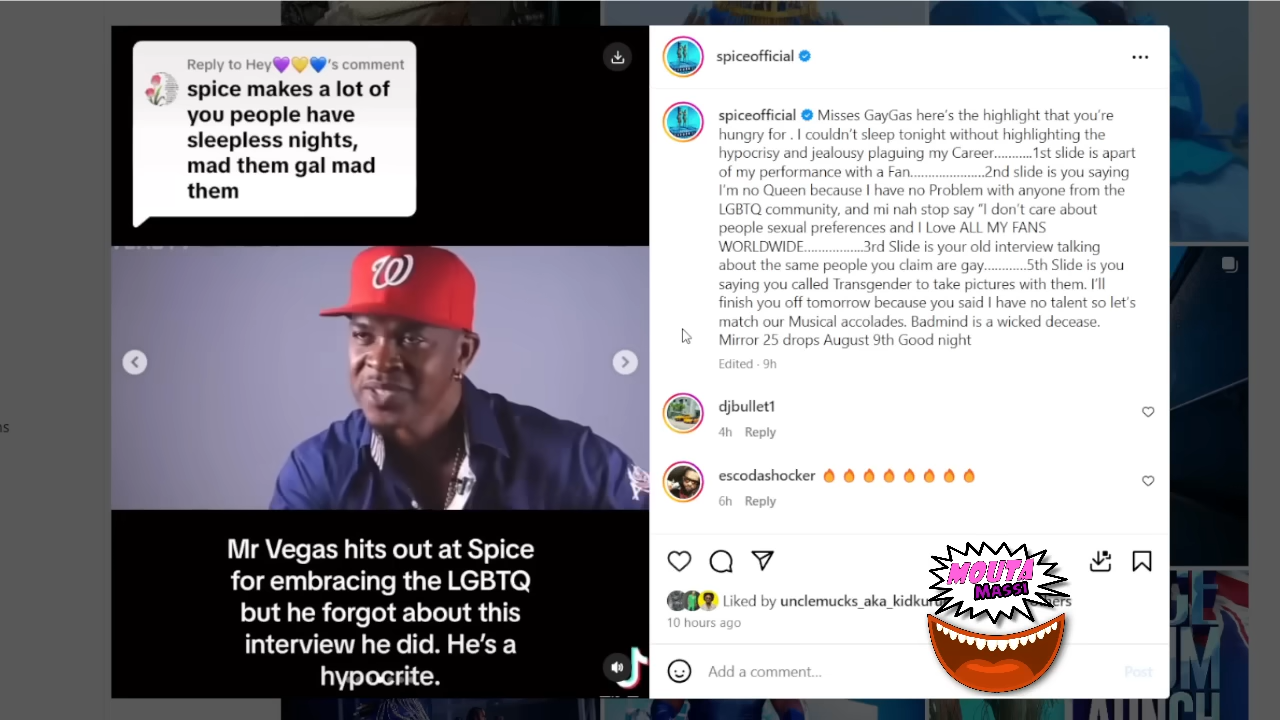 Reply to Hey💜💛💙's comment
spice makes a lot of
you people have
sleepless nights,
mad them gal mad
them
W
Mr Vegas hits out at Spice
for embracing the LGBTQ
but he forgot about this
interview he did. He's a
hypocrite.
spiceofficial
spiceofficial Misses GayGas here's the highlight that you're
hungry for . I couldn't sleep tonight without highlighting the
hypocrisy and jealousy plaguing my Career...........1st slide is apart
of my performance with a Fan.....................2nd slide is you saying
I'm no Queen because I have no Problem with anyone from the
LGBTQ community, and mi nah stop say "I don't care about
people sexual preferences and I Love ALL MY FANS
WORLDWIDE.................3rd Slide is your old interview talking
about the same people you claim are gay............5th Slide is you
saying you called Transgender to take pictures with them. I'll
finish you off tomorrow because you said I have no talent so let's
match our Musical accolades. Badmind is a wicked decease.
Mirror 25 drops August 9th Good night
Edited · 9h
djbullet1
4h Reply
escodashocker 🔥🔥🔥🔥🔥🔥🔥🔥
6h Reply
Liked by unclemucks_aka_kidku
10 hours ago
MOUTA
MASSI
Add a comment...
Post